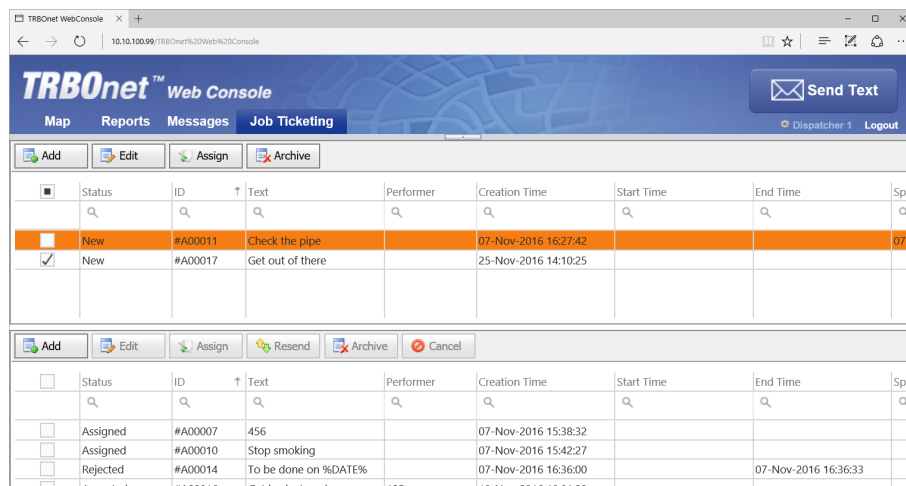 TRBOnet WebConsole
10.10.100.99/TRBOnet%20Web%20Console
TRBOnet™ Web Console
Send Text
Map Reports Messages Job Ticketing
Dispatcher 1 Logout
Add Edit Assign Archive
Status ID Text Performer Creation Time Start Time End Time Sp
New #A00011 Check the pipe 07-Nov-2016 16:27:42 07
New #A00017 Get out of there 25-Nov-2016 14:10:25
Add Edit Assign Resend Archive Cancel
Status ID Text Performer Creation Time Start Time End Time Sp
Assigned #A00007 456 07-Nov-2016 15:38:32
Assigned #A00010 Stop smoking 07-Nov-2016 15:42:27
Rejected #A00014 To be done on %DATE% 07-Nov-2016 16:36:00 07-Nov-2016 16:36:33